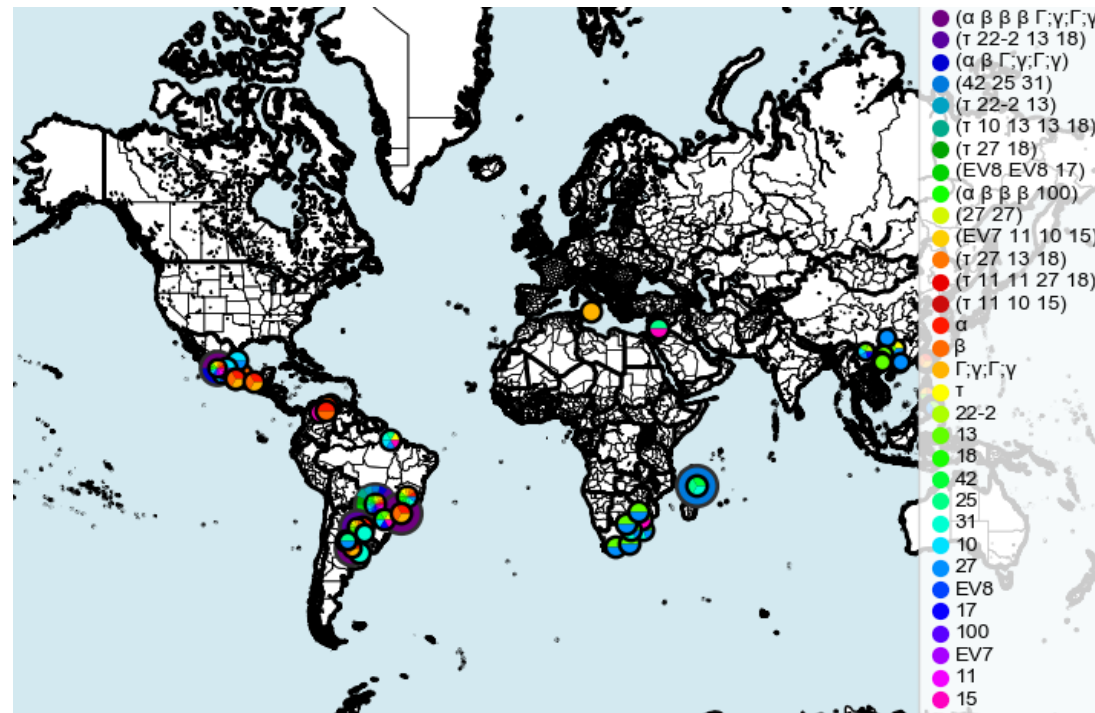 (α β β β Γ;γ;Γ;γ
(τ 22-2 13 18)
(α β Γ;γ;Γ;γ)
(42 25 31)
(τ 22-2 13)
(τ 10 13 13 18)
(τ 27 18)
(EV8 EV8 17)
(α β β β 100)
(27 27)
(EV7 11 10 15)
(τ 27 13 18)
(τ 11 11 27 18)
(τ 11 10 15)
α
β
Γ;γ;Γ;γ
τ
22-2
13
18
42
25
31
10
27
EV8
17
100
EV7
11
15